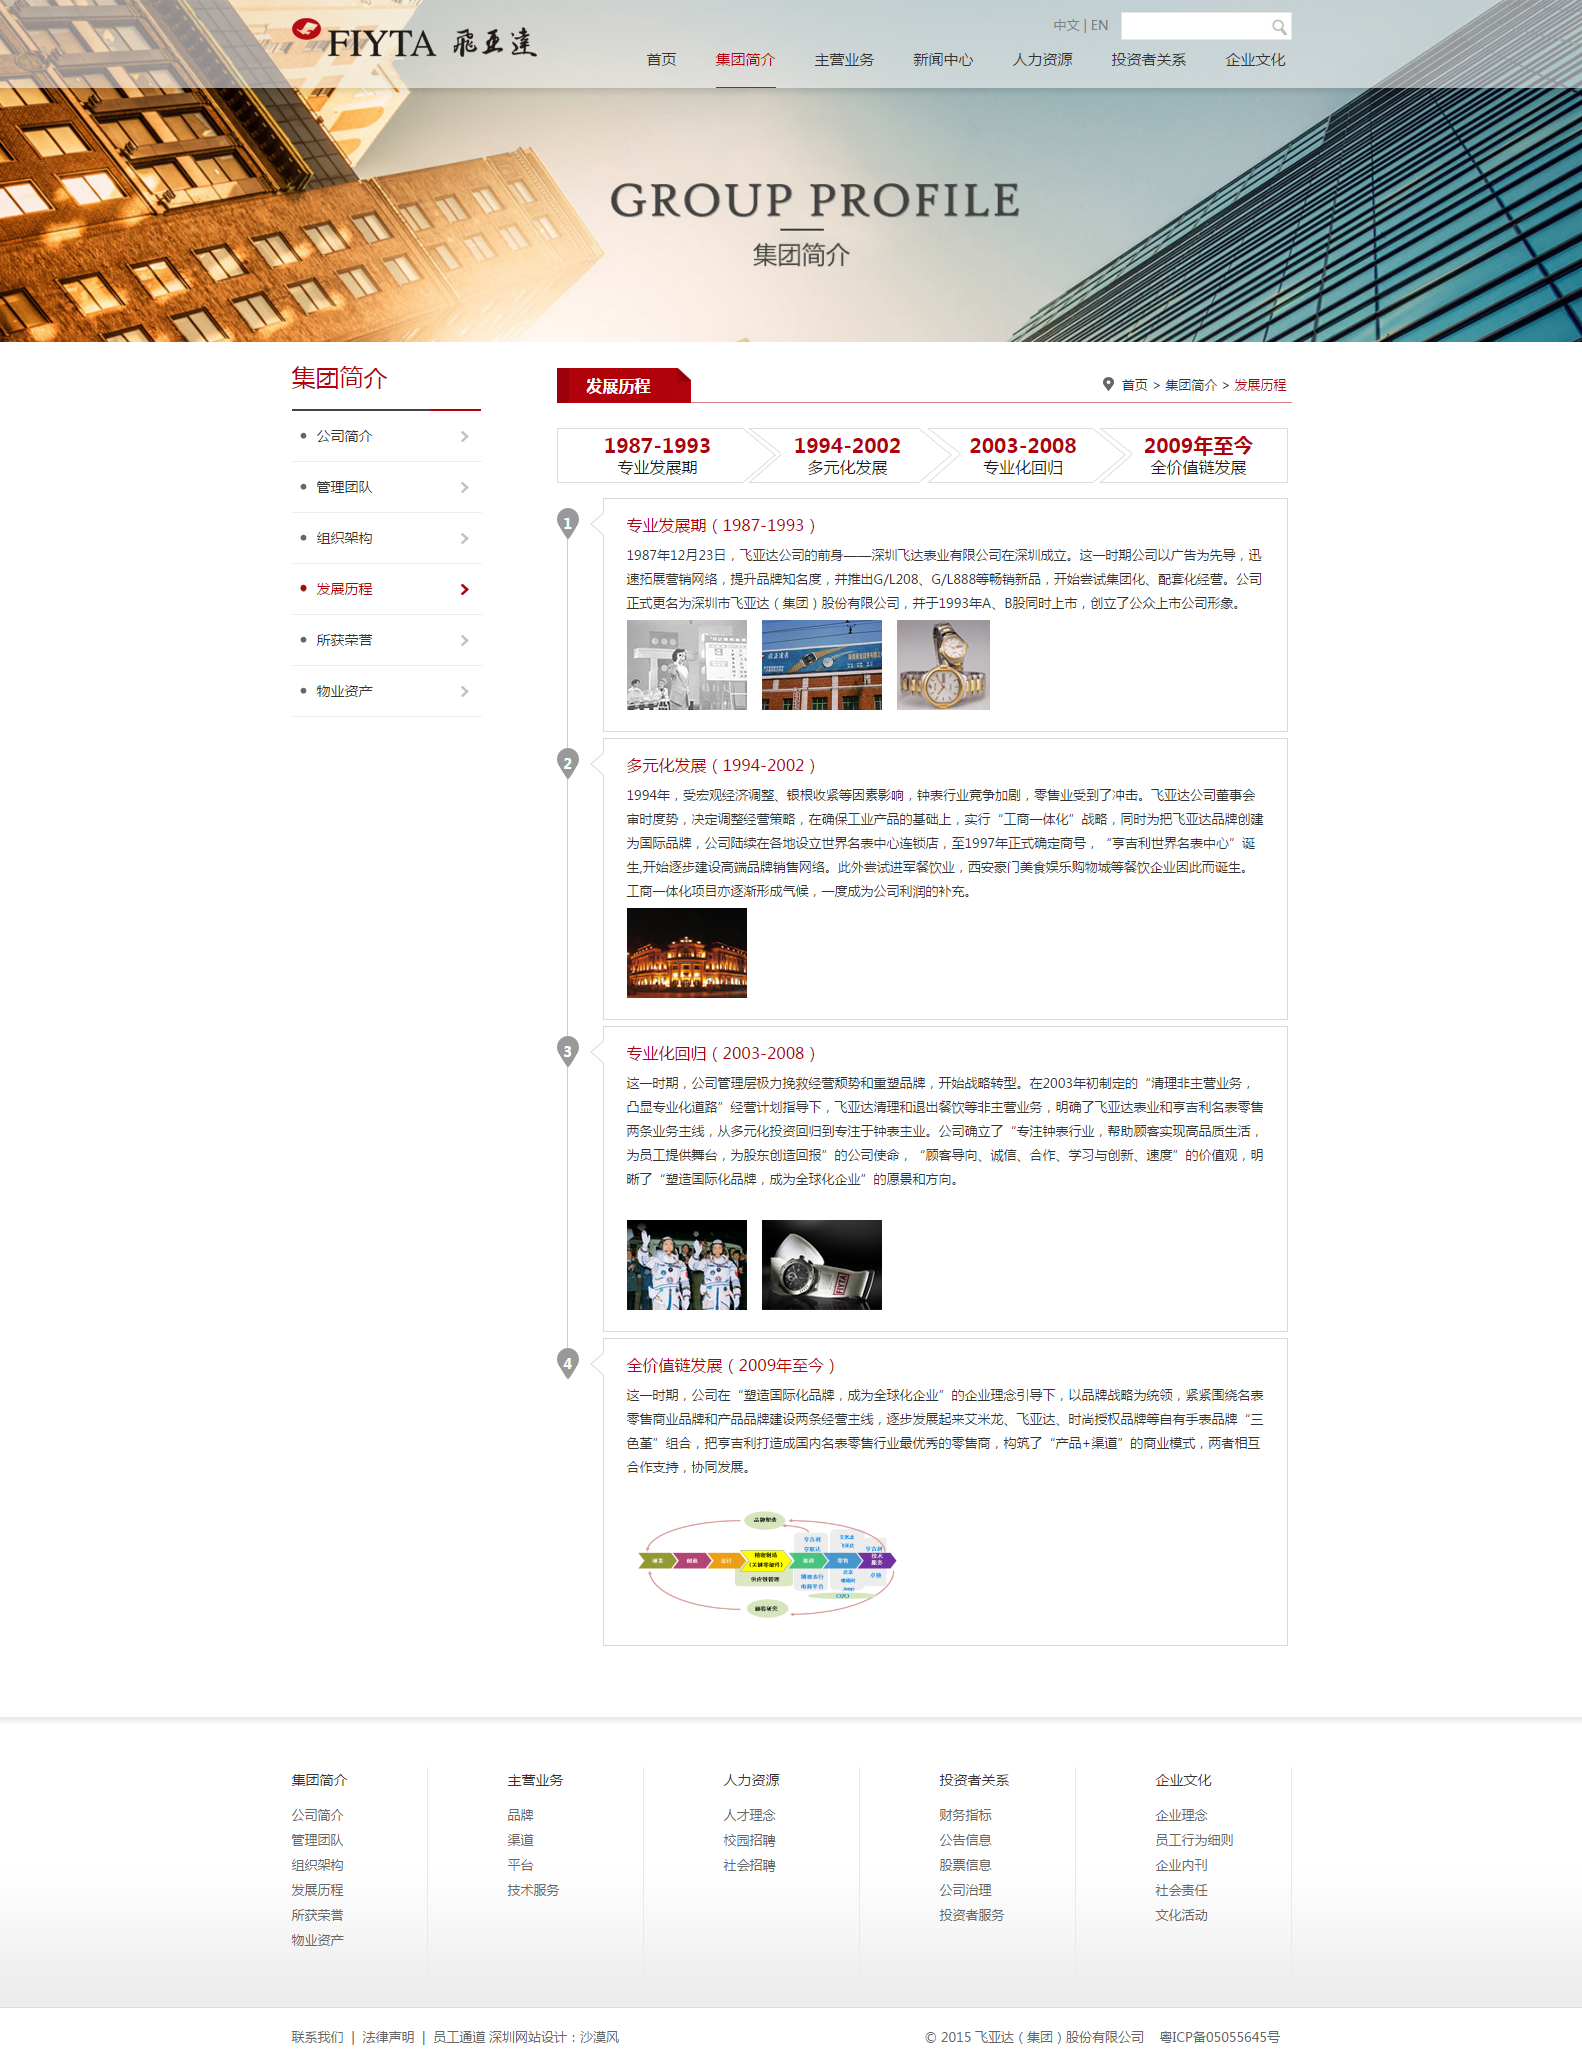 FIYTA 飛亚達
中文 | EN
首页 集团简介 主营业务 新闻中心 人力资源 投资者关系 企业文化
GROUP PROFILE
集团简介
集团简介
公司简介
管理团队
组织架构
发展历程
所获荣誉
物业资产
发展历程
首页 > 集团简介 > 发展历程
1987-1993
专业发展期
1994-2002
多元化发展
2003-2008
专业化回归
2009年至今
全价值链发展
1
专业发展期（1987-1993）
1987年12月23日，飞亚达公司的前身——深圳飞达表业有限公司在深圳成立。这一时期公司以广告为先导，迅
速拓展营销网络，提升品牌知名度，并推出G/L208、G/L888等畅销新品，开始尝试集团化、配套化经营。公司
正式更名为深圳市飞亚达（集团）股份有限公司，并于1993年A、B股同时上市，创立了公众上市公司形象。
2
多元化发展（1994-2002）
1994年，受宏观经济调整、银根收紧等因素影响，钟表行业竞争加剧，零售业受到了冲击。飞亚达公司董事会
审时度势，决定调整经营策略，在确保工业产品的基础上，实行“工商一体化”战略，同时为把飞亚达品牌创建
为国际品牌，公司陆续在各地设立世界名表中心连锁店，至1997年正式确定商号，“亨吉利世界名表中心”诞
生,开始逐步建设高端品牌销售网络。此外尝试进军餐饮业，西安豪门美食娱乐购物城等餐饮企业因此而诞生。
工商一体化项目亦逐渐形成气候，一度成为公司利润的补充。
3
专业化回归（2003-2008）
这一时期，公司管理层极力挽救经营颓势和重塑品牌，开始战略转型。在2003年初制定的“清理非主营业务，
凸显专业化道路”经营计划指导下，飞亚达清理和退出餐饮等非主营业务，明确了飞亚达表业和亨吉利名表零售
两条业务主线，从多元化投资回归到专注于钟表主业。公司确立了“专注钟表行业，帮助顾客实现高品质生活，
为员工提供舞台，为股东创造回报”的公司使命，“顾客导向、诚信、合作、学习与创新、速度”的价值观，明
晰了“塑造国际化品牌，成为全球化企业”的愿景和方向。
FIYTA
4
全价值链发展（2009年至今）
这一时期，公司在“塑造国际化品牌，成为全球化企业”的企业理念引导下，以品牌战略为统领，紧紧围绕名表
零售商业品牌和产品品牌建设两条经营主线，逐步发展起来艾米龙、飞亚达、时尚授权品牌等自有手表品牌“三
色堇”组合，把亨吉利打造成国内名表零售行业最优秀的零售商，构筑了“产品+渠道”的商业模式，两者相互
合作支持，协同发展。
品牌塑造
研发 制造 设计 精密制造 （关键零部件） 渠道 零售 技术服务
供应链管理
顾客研究
集团简介
公司简介
管理团队
组织架构
发展历程
所获荣誉
物业资产
主营业务
品牌
渠道
平台
技术服务
人力资源
人才理念
校园招聘
社会招聘
投资者关系
财务指标
公告信息
股票信息
公司治理
投资者服务
企业文化
企业理念
员工行为细则
企业内刊
社会责任
文化活动
联系我们 | 法律声明 | 员工通道 深圳网站设计：沙漠风
© 2015 飞亚达（集团）股份有限公司 粤ICP备05055645号